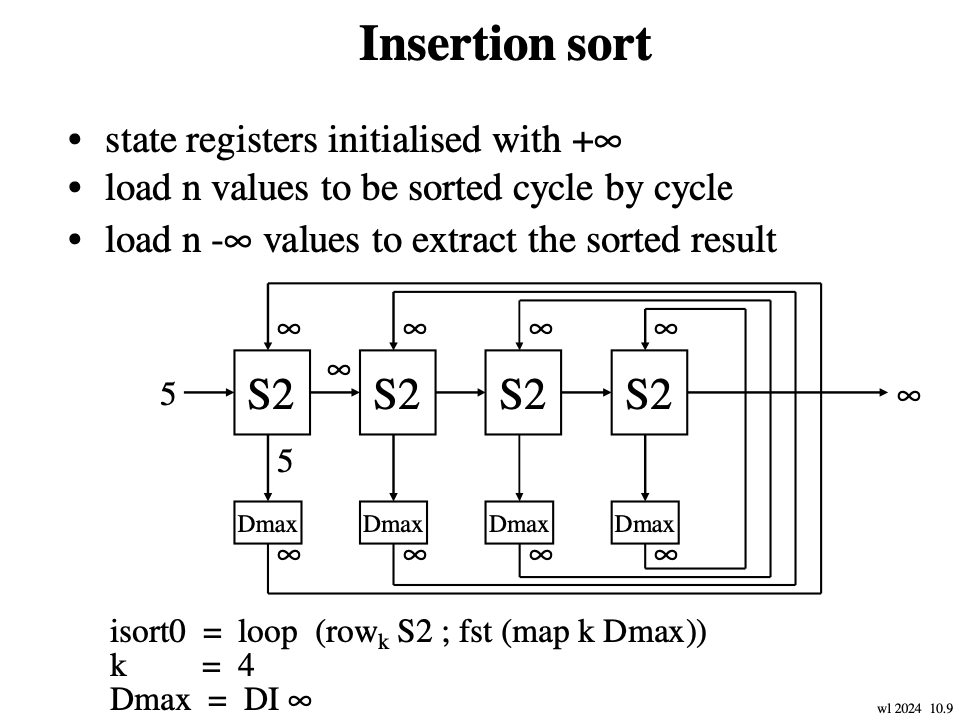 Insertion sort
• state registers initialised with +∞
• load n values to be sorted cycle by cycle
• load n -∞ values to extract the sorted result
∞ ∞ ∞ ∞
5 S2 ∞ S2 S2 S2 ∞
5
Dmax Dmax Dmax Dmax
∞ ∞ ∞ ∞
isort0 = loop (rowk S2 ; fst (map k Dmax))
k = 4
Dmax = DI ∞
wl 2024 10.9